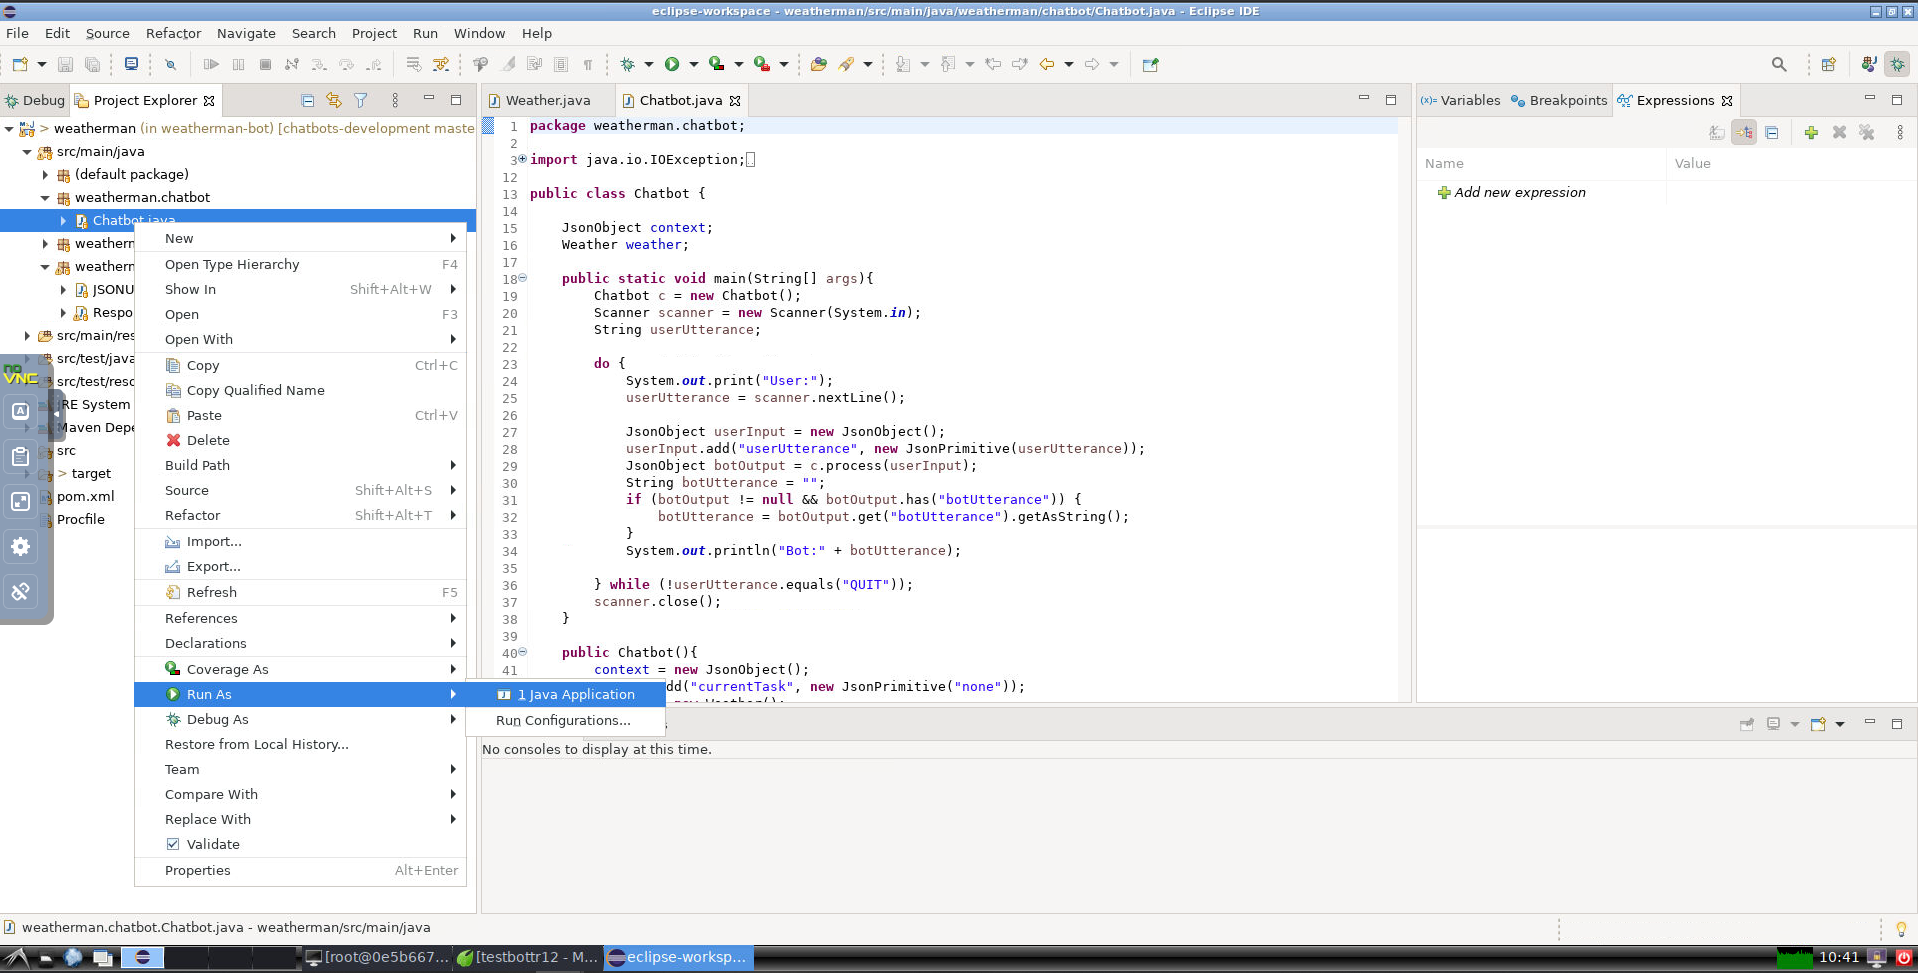 eclipse-workspace - weatherman/src/main/java/weatherman/chatbot/Chatbot.java - Eclipse IDE
File Edit Source Refactor Navigate Search Project Run Window Help
Debug Project Explorer
> weatherman (in weatherman-bot) [chatbots-development maste
src/main/java
(default package)
weatherman.chatbot
Chatbot.java
weathern
weathern
JSONU
Respo
src/main/res
src/test/java
src/test/resc
RE System
Maven Depe
src
> target
pom.xml
Procfile
no
VNC
A
New
Open Type Hierarchy F4
Show In Shift+Alt+W
Open F3
Open With
Copy Ctrl+C
Copy Qualified Name
Paste Ctrl+V
Delete
Build Path
Source Shift+Alt+S
Refactor Shift+Alt+T
Import...
Export...
Refresh F5
References
Declarations
Coverage As
Run As
Debug As
Restore from Local History...
Team
Compare With
Replace With
Validate
Properties Alt+Enter
1 Java Application
Run Configurations...
Weather.java Chatbot.java
1 package weatherman.chatbot;
2
3 import java.io.IOException;
12
13 public class Chatbot {
14
15 JsonObject context;
16 Weather weather;
17
18 public static void main(String[] args){
19 Chatbot c = new Chatbot();
20 Scanner scanner = new Scanner(System.in);
21 String userUtterance;
22
23 do {
24 System.out.print("User:");
25 userUtterance = scanner.nextLine();
26
27 JsonObject userInput = new JsonObject();
28 userInput.add("userUtterance", new JsonPrimitive(userUtterance));
29 JsonObject botOutput = c.process(userInput);
30 String botUtterance = "";
31 if (botOutput != null && botOutput.has("botUtterance")) {
32 botUtterance = botOutput.get("botUtterance").getAsString();
33 }
34 System.out.println("Bot:" + botUtterance);
35
36 } while (!userUtterance.equals("QUIT"));
37 scanner.close();
38 }
39
40 public Chatbot(){
41 context = new JsonObject();
dd("currentTask", new JsonPrimitive("none"));
No consoles to display at this time.
(x)= Variables Breakpoints Expressions
Name Value
Add new expression
weatherman.chatbot.Chatbot.java - weatherman/src/main/java
[root@0e5b667... [testbottr12 - M... eclipse-worksp... 10:41